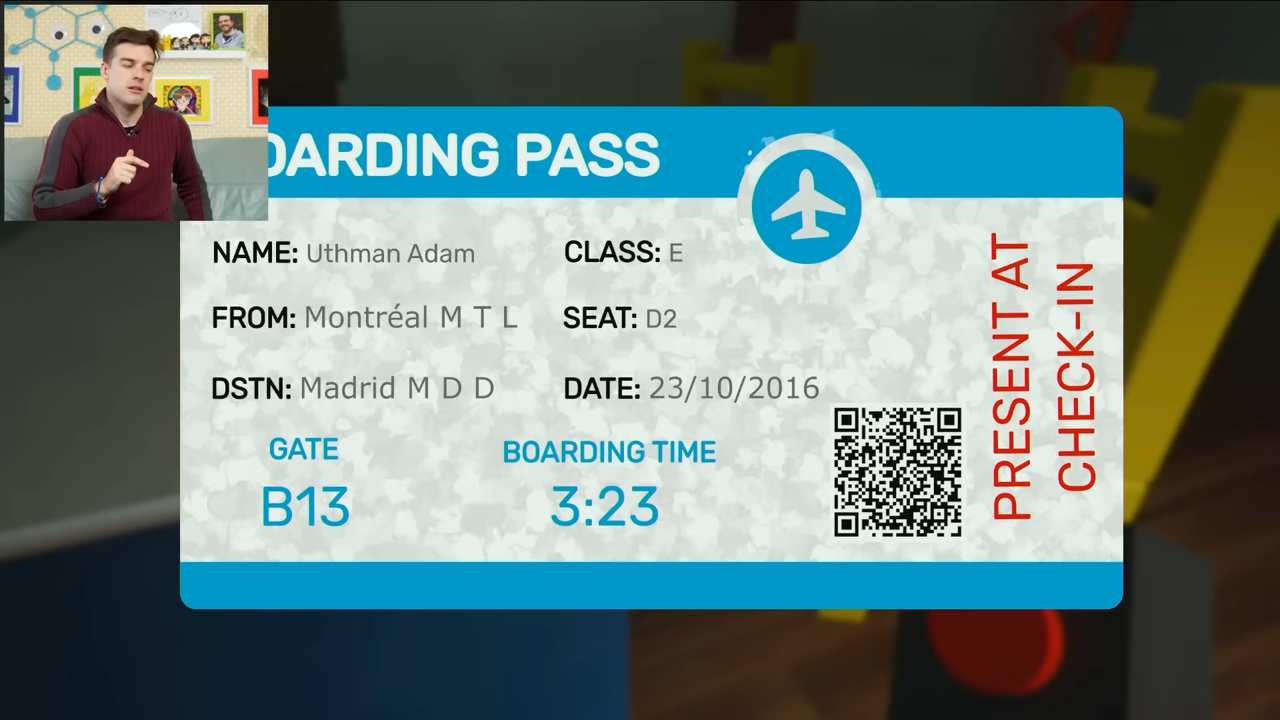 OARDING PASS
NAME: Uthman Adam
CLASS: E
FROM: Montréal M T L
SEAT: D2
DSTN: Madrid M D D
DATE: 23/10/2016
GATE
B13
BOARDING TIME
3:23
PRESENT AT
CHECK-IN